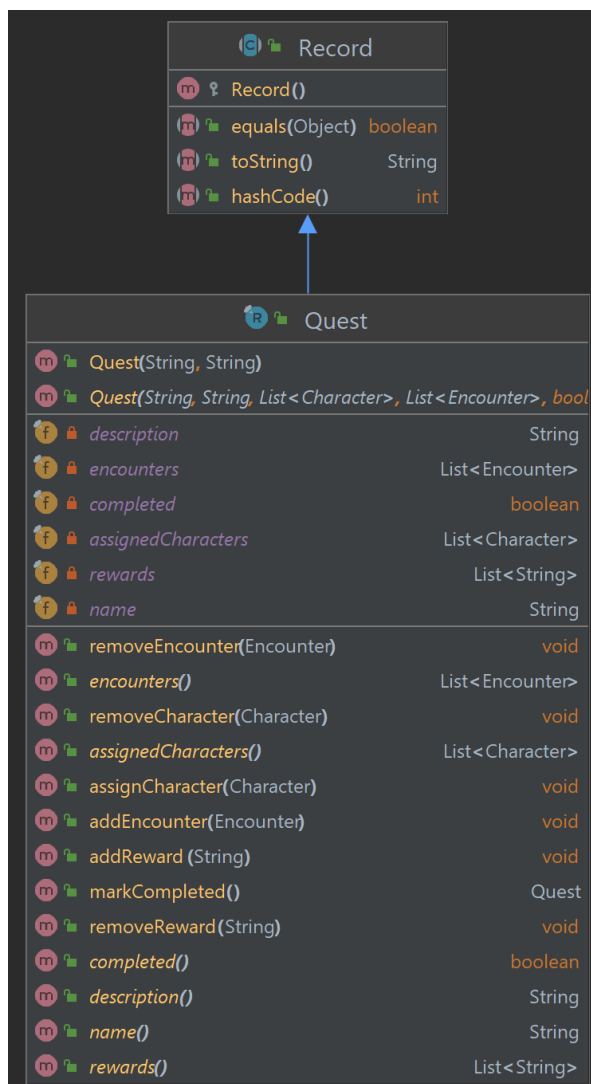 Record
Record()
equals(Object) boolean
toString() String
hashCode() int
Quest
Quest(String, String)
Quest(String, String, List<Character>, List<Encounter>, bool
description String
encounters List<Encounter>
completed boolean
assignedCharacters List<Character>
rewards List<String>
name String
removeEncounter(Encounter) void
encounters() List<Encounter>
removeCharacter(Character) void
assignedCharacters() List<Character>
assignCharacter(Character) void
addEncounter(Encounter) void
addReward (String) void
markCompleted() Quest
removeReward(String) void
completed() boolean
description() String
name() String
rewards() List<String>